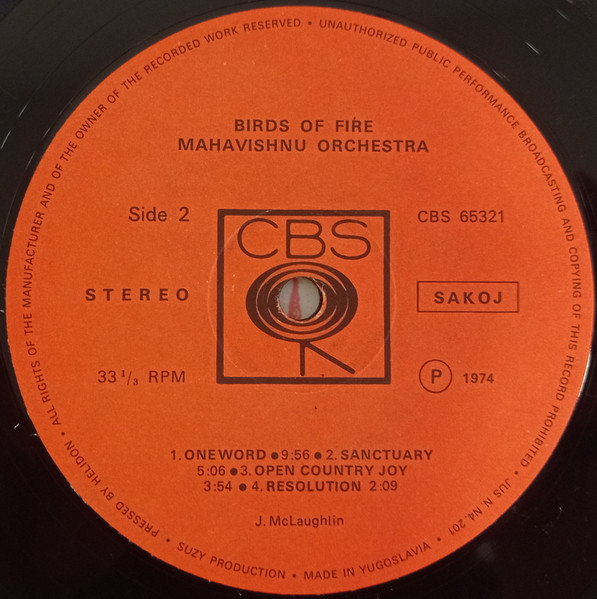 ALL RIGHTS OF THE MANUFACTURER AND OF THE OWNER OF THE RECORDED WORK RESERVED • UNAUTHORIZED PUBLIC PERFORMANCE BROADCASTING AND COPYING OF THIS RECORD PROHIBITED • JUS N. N4. 201
BIRDS OF FIRE
MAHAVISHNU ORCHESTRA
Side 2
CBS 65321
CBS
STEREO
SAKOJ
33 1/3 RPM
P 1974
1. ONE WORD ● 9:56 ● 2. SANCTUARY
5:06 ● 3. OPEN COUNTRY JOY
3:54 ● 4. RESOLUTION 2:09
J. McLaughlin
PRESSED BY HELIDON • SUZY PRODUCTION • MADE IN YUGOSLAVIA •